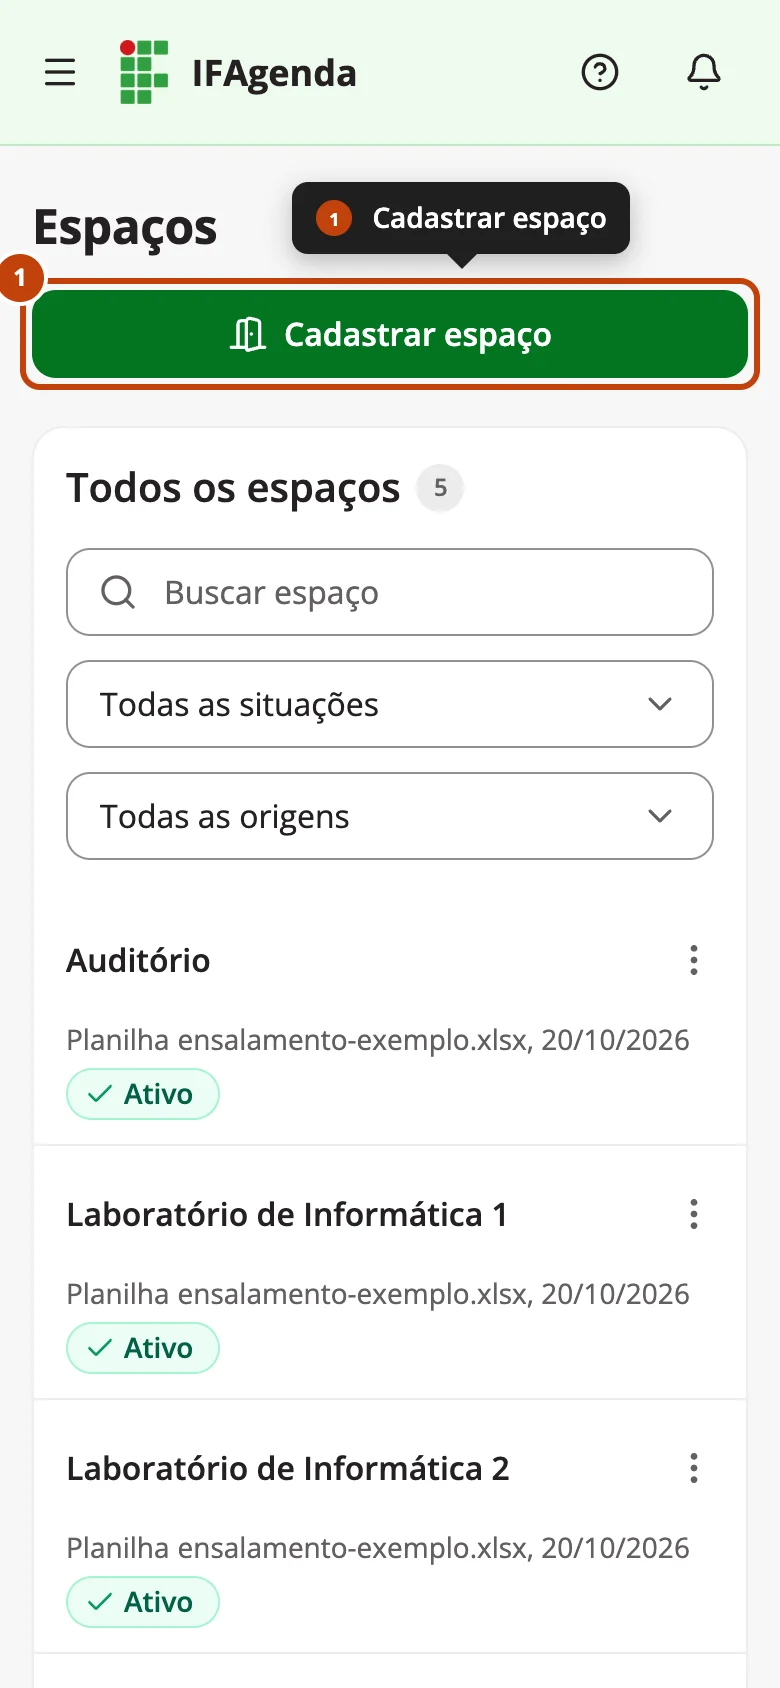 IFAgenda
Espaços
1 Cadastrar espaço
1
Cadastrar espaço
Todos os espaços 5
Buscar espaço
Todas as situações
Todas as origens
Auditório
Planilha ensalamento-exemplo.xlsx, 20/10/2026
Ativo
Laboratório de Informática 1
Planilha ensalamento-exemplo.xlsx, 20/10/2026
Ativo
Laboratório de Informática 2
Planilha ensalamento-exemplo.xlsx, 20/10/2026
Ativo